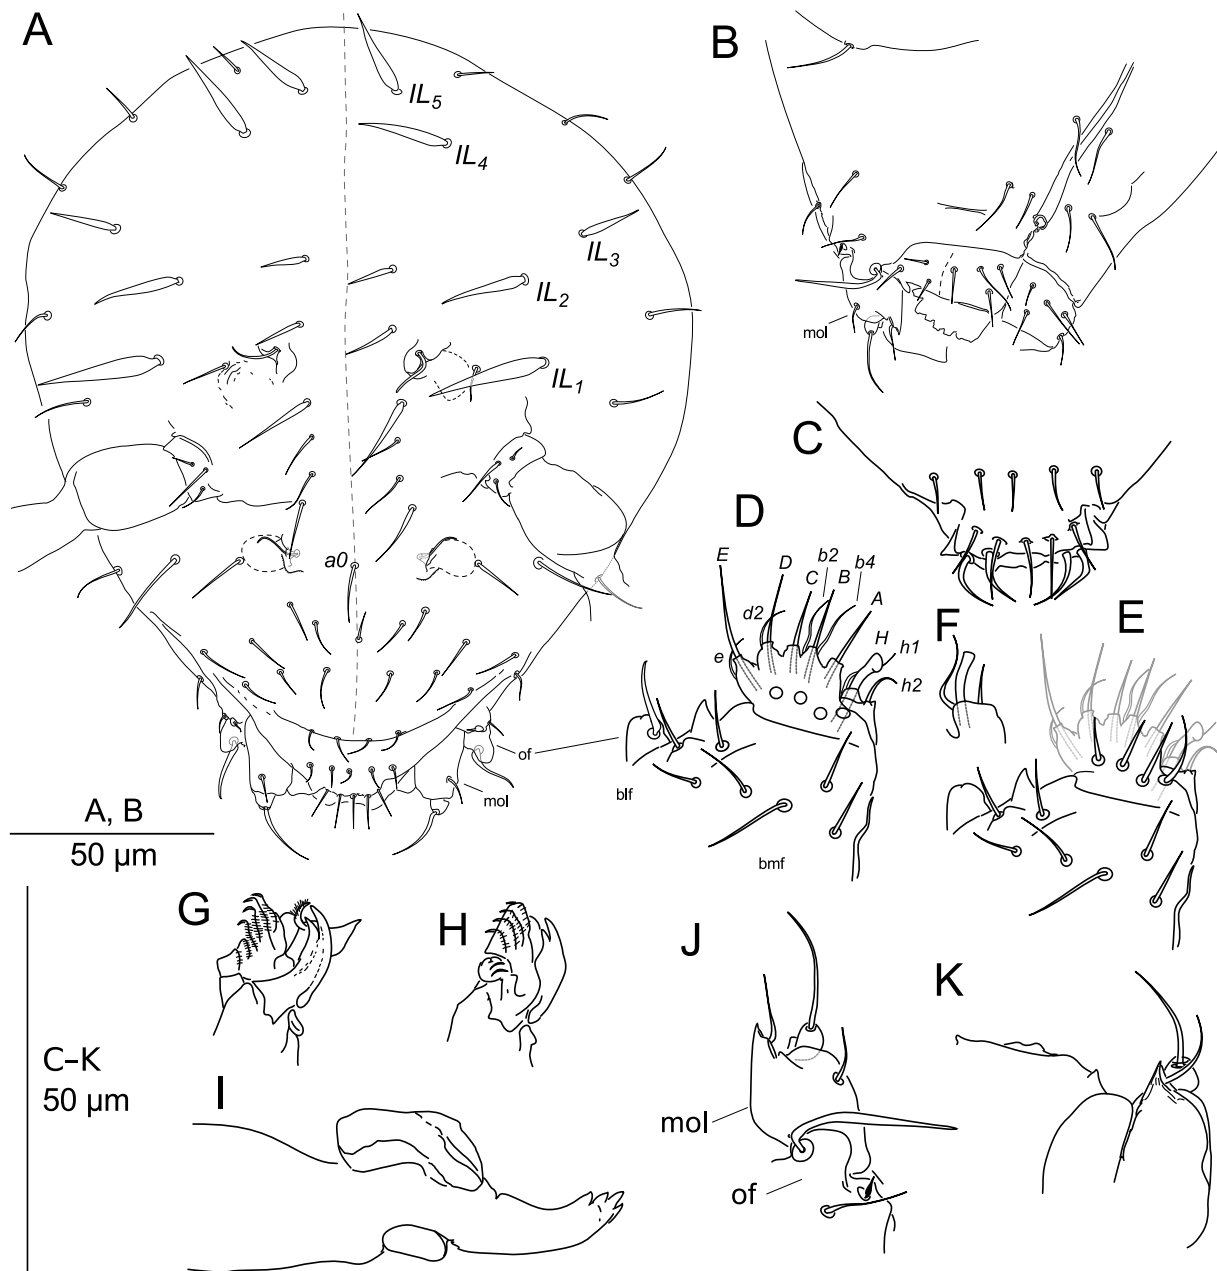 A
B
IL5
IL4
IL3
IL2
IL1
mol
C
D
E
D
C
b2
B
b4
A
d2
e
H
h1
h2
F
E
a0
of
blf
mol
bmf
A, B
50 µm
G
H
J
K
C–K
50 µm
I
mol
of